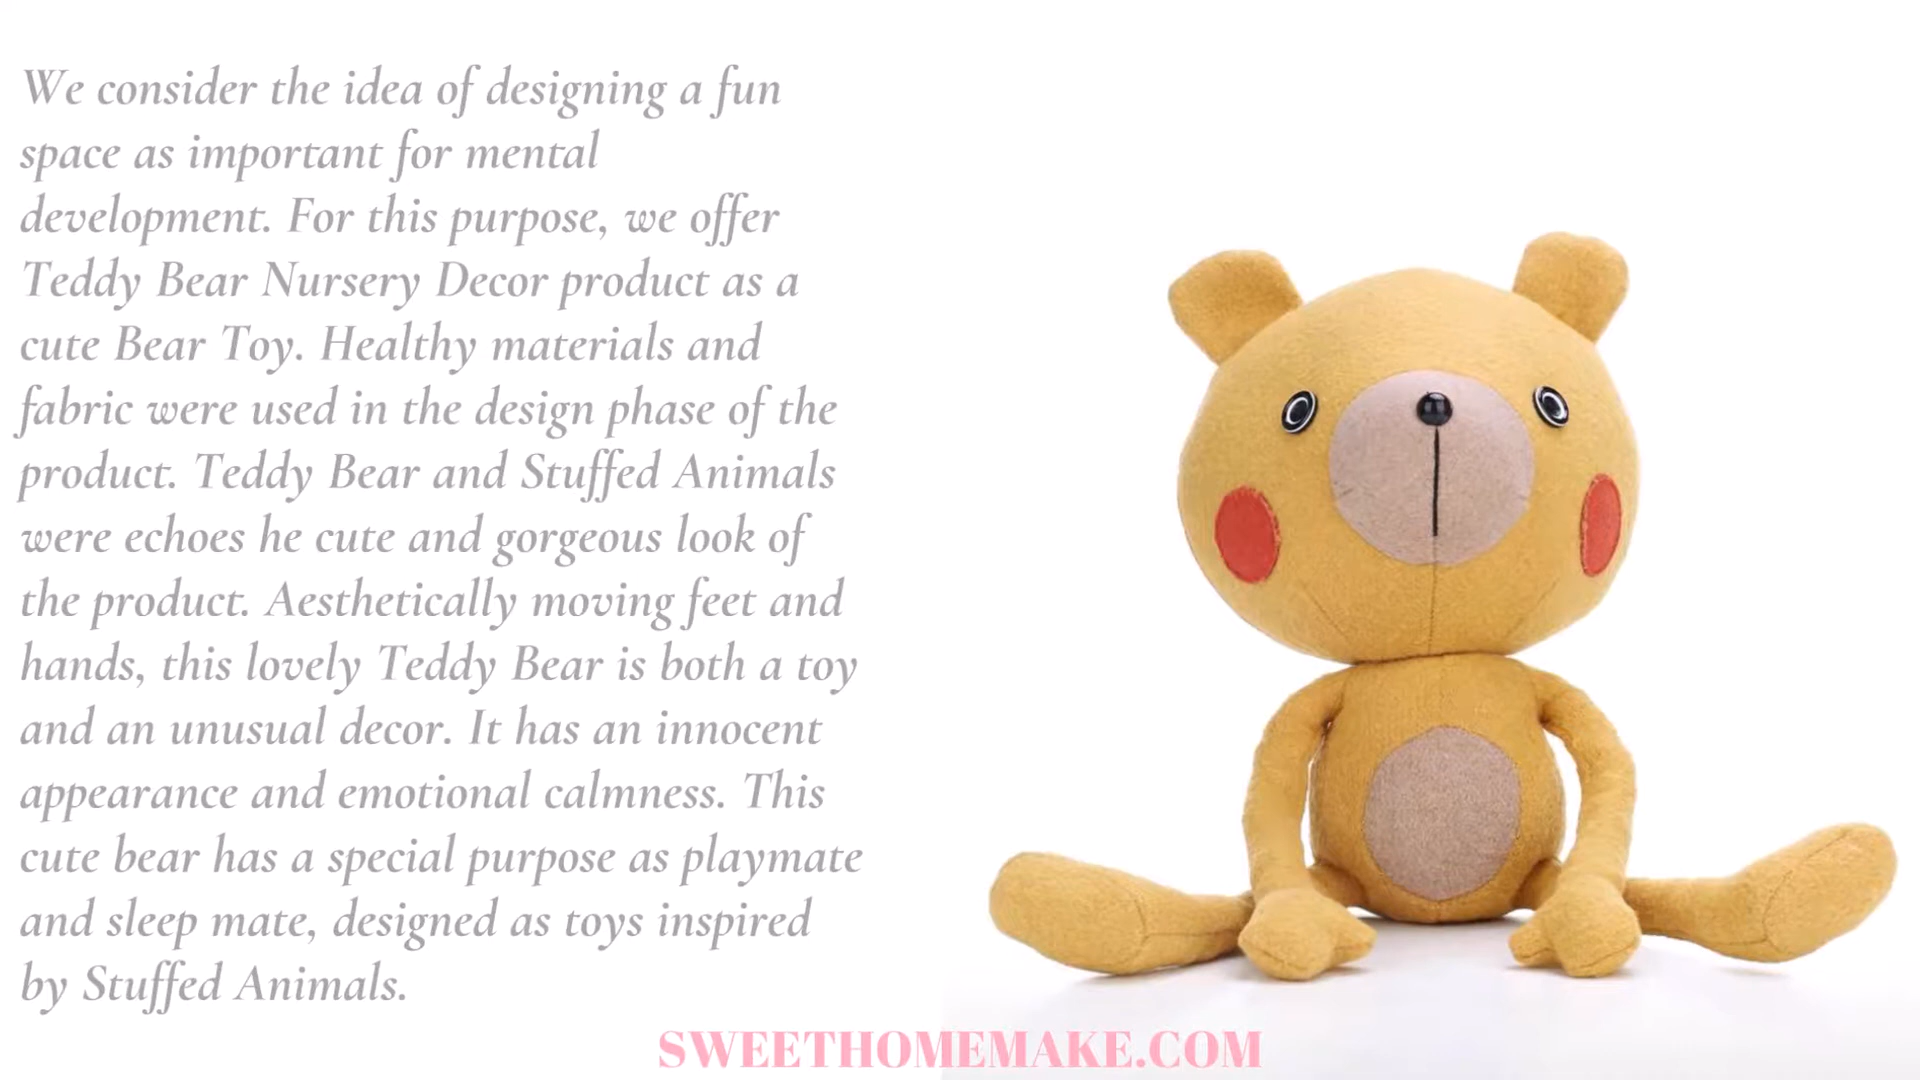 We consider the idea of designing a fun
space as important for mental
development. For this purpose, we offer
Teddy Bear Nursery Decor product as a
cute Bear Toy. Healthy materials and
fabric were used in the design phase of the
product. Teddy Bear and Stuffed Animals
were echoes he cute and gorgeous look of
the product. Aesthetically moving feet and
hands, this lovely Teddy Bear is both a toy
and an unusual decor. It has an innocent
appearance and emotional calmness. This
cute bear has a special purpose as playmate
and sleep mate, designed as toys inspired
by Stuffed Animals.
SWEETHOMEMAKE.COM